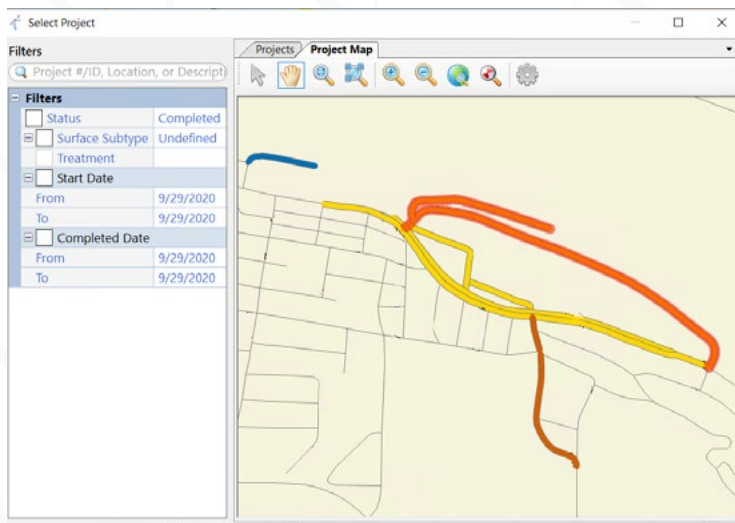 Select Project
Filters
Projects
Project Map
Project #/ID, Location, or Descripti
Filters
Status Completed
Surface Subtype Undefined
Treatment
Start Date
From 9/29/2020
To 9/29/2020
Completed Date
From 9/29/2020
To 9/29/2020